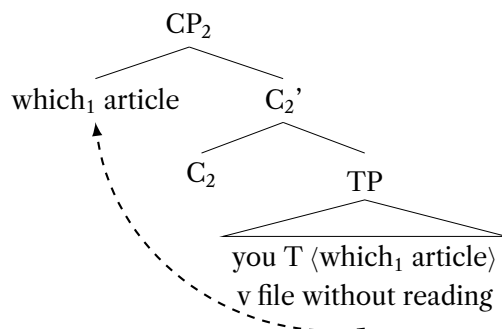 CP₂
which₁ article C₂’
C₂ TP
you T ⟨which₁ article⟩
v file without reading